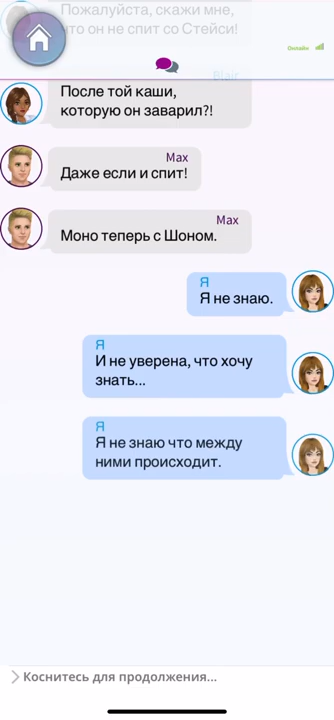 Пожалуйста, скажи мне,
что он не спит со Стейси!
Онлайн
Blair
После той каши,
которую он заварил?!
Max
Даже если и спит!
Max
Моно теперь с Шоном.
Я
Я не знаю.
Я
И не уверена, что хочу
знать...
Я
Я не знаю что между
ними происходит.
Коснитесь для продолжения...